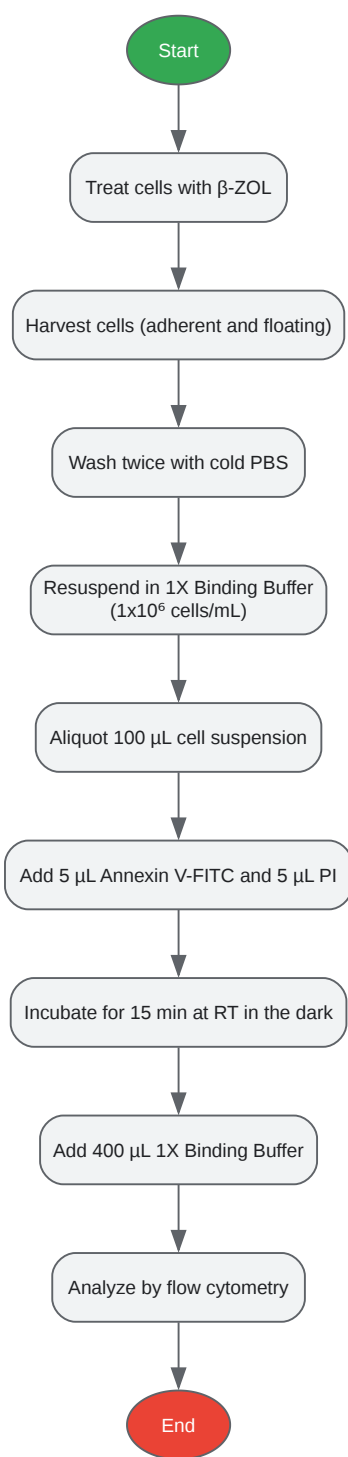 Start
Treat cells with β-ZOL
Harvest cells (adherent and floating)
Wash twice with cold PBS
Resuspend in 1X Binding Buffer
(1x10⁶ cells/mL)
Aliquot 100 µL cell suspension
Add 5 µL Annexin V-FITC and 5 µL PI
Incubate for 15 min at RT in the dark
Add 400 µL 1X Binding Buffer
Analyze by flow cytometry
End